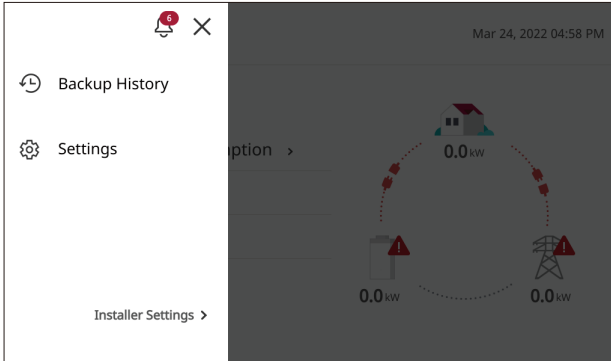 6
Mar 24, 2022 04:58 PM
Backup History
Settings
ption >
0.0 kW
0.0 kW
0.0 kW
Installer Settings >